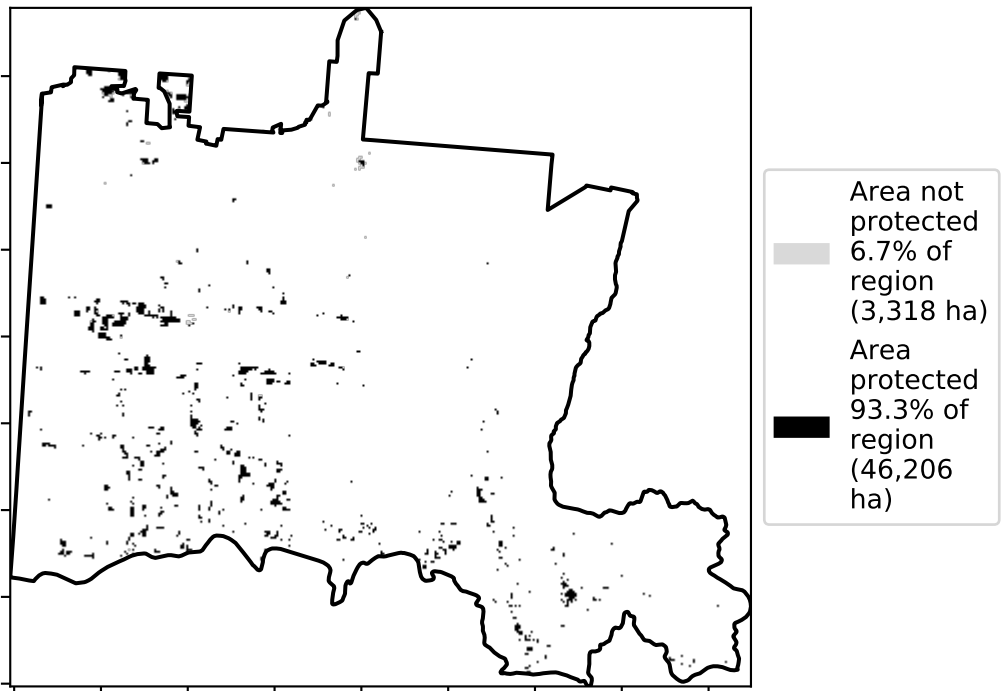 Area not
protected
6.7% of
region
(3,318 ha)
Area
protected
93.3% of
region
(46,206
ha)